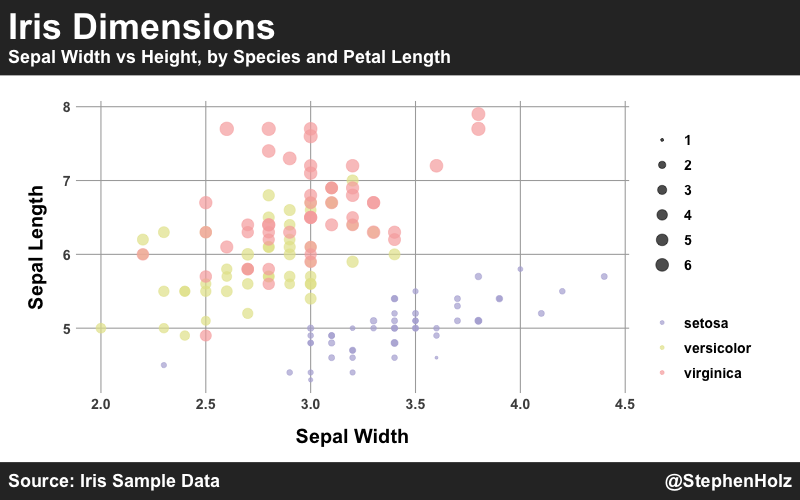 Iris Dimensions
Sepal Width vs Height, by Species and Petal Length
8
7
6
5
Sepal Length
2.0 2.5 3.0 3.5 4.0 4.5
Sepal Width
1
2
3
4
5
6
setosa
versicolor
virginica
Source: Iris Sample Data
@StephenHolz